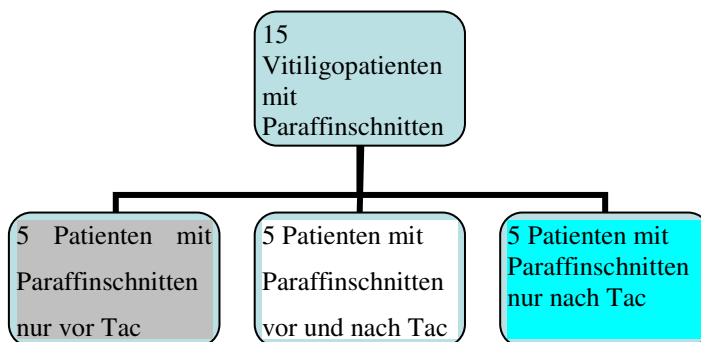 15
Vitiligopatienten
mit
Paraffinschnitten
5 Patienten mit
Paraffinschnitten
nur vor Tac
5 Patienten mit
Paraffinschnitten
vor und nach Tac
5 Patienten mit
Paraffinschnitten
nur nach Tac